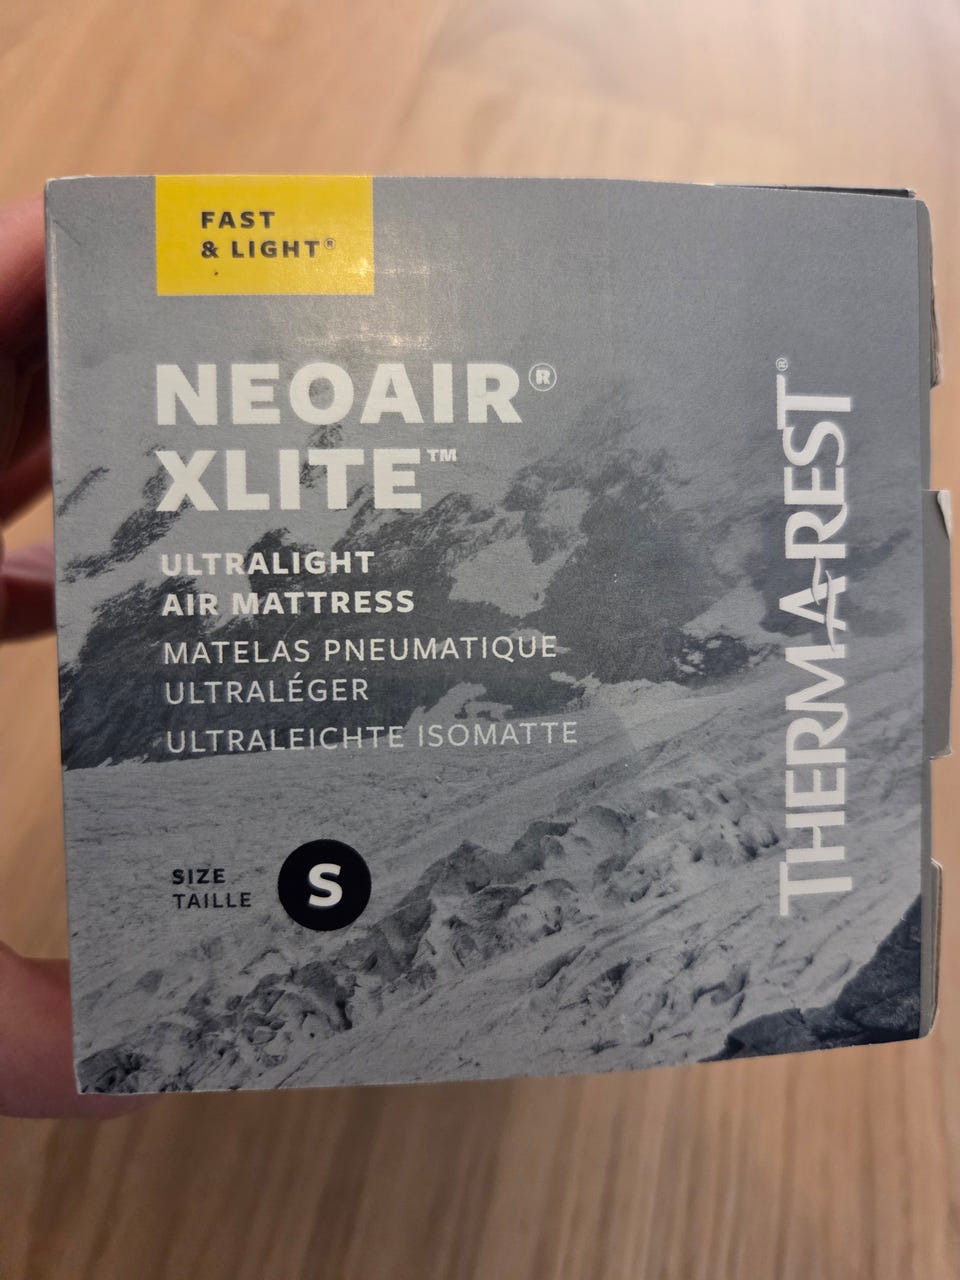 FAST
& LIGHT®
NEOAIR®
XLITE™
ULTRALIGHT
AIR MATTRESS
MATELAS PNEUMATIQUE
ULTRALÉGER
ULTRALEICHTE ISOMATTE
SIZE
TAILLE
S
THERMAREST®